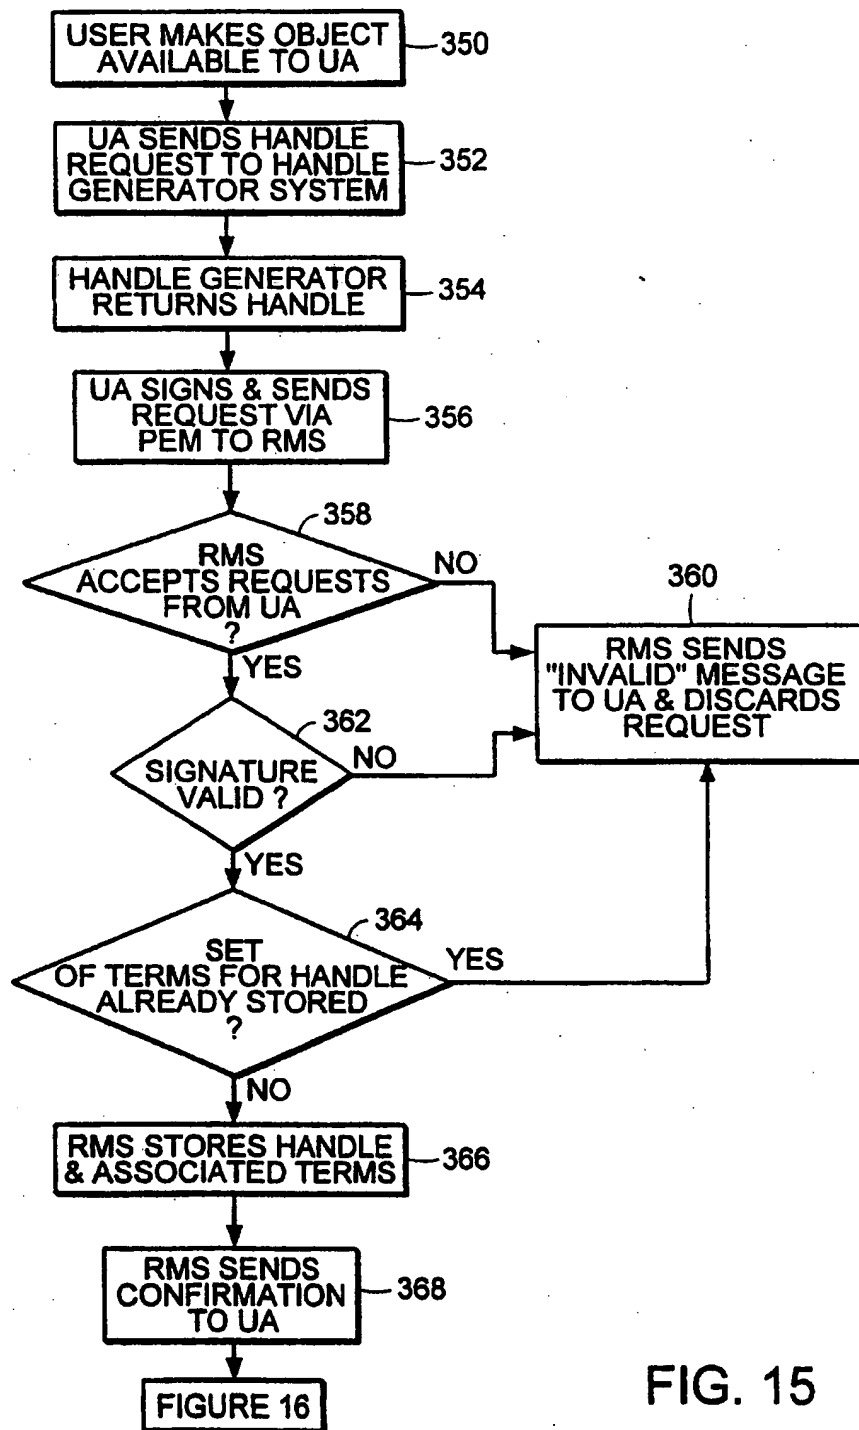 USER MAKES OBJECT
AVAILABLE TO UA
350
UA SENDS HANDLE
REQUEST TO HANDLE
GENERATOR SYSTEM
352
HANDLE GENERATOR
RETURNS HANDLE
354
UA SIGNS & SENDS
REQUEST VIA
PEM TO RMS
356
358
RMS
ACCEPTS REQUESTS
FROM UA
?
NO
YES
360
RMS SENDS
"INVALID" MESSAGE
TO UA & DISCARDS
REQUEST
362
SIGNATURE
VALID ?
NO
YES
364
SET
OF TERMS FOR HANDLE
ALREADY STORED
?
YES
NO
RMS STORES HANDLE
& ASSOCIATED TERMS
366
RMS SENDS
CONFIRMATION
TO UA
368
FIGURE 16
FIG. 15